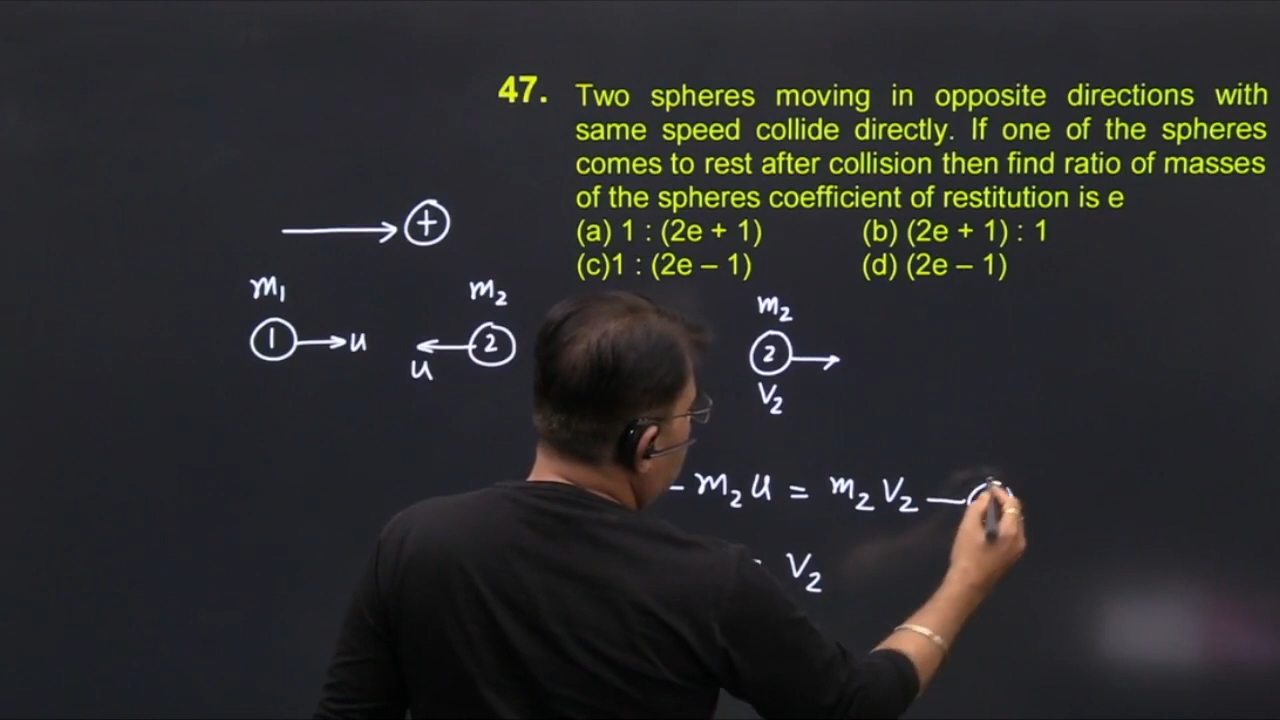 47. Two spheres moving in opposite directions with
same speed collide directly. If one of the spheres
comes to rest after collision then find ratio of masses
of the spheres coefficient of restitution is e
(a) 1 : (2e + 1) (b) (2e + 1) : 1
(c)1 : (2e – 1) (d) (2e – 1)
+
m₁ m₂ m₂
1 u 2 2
u
V₂
- m₂ u = m₂ V₂ —
V₂